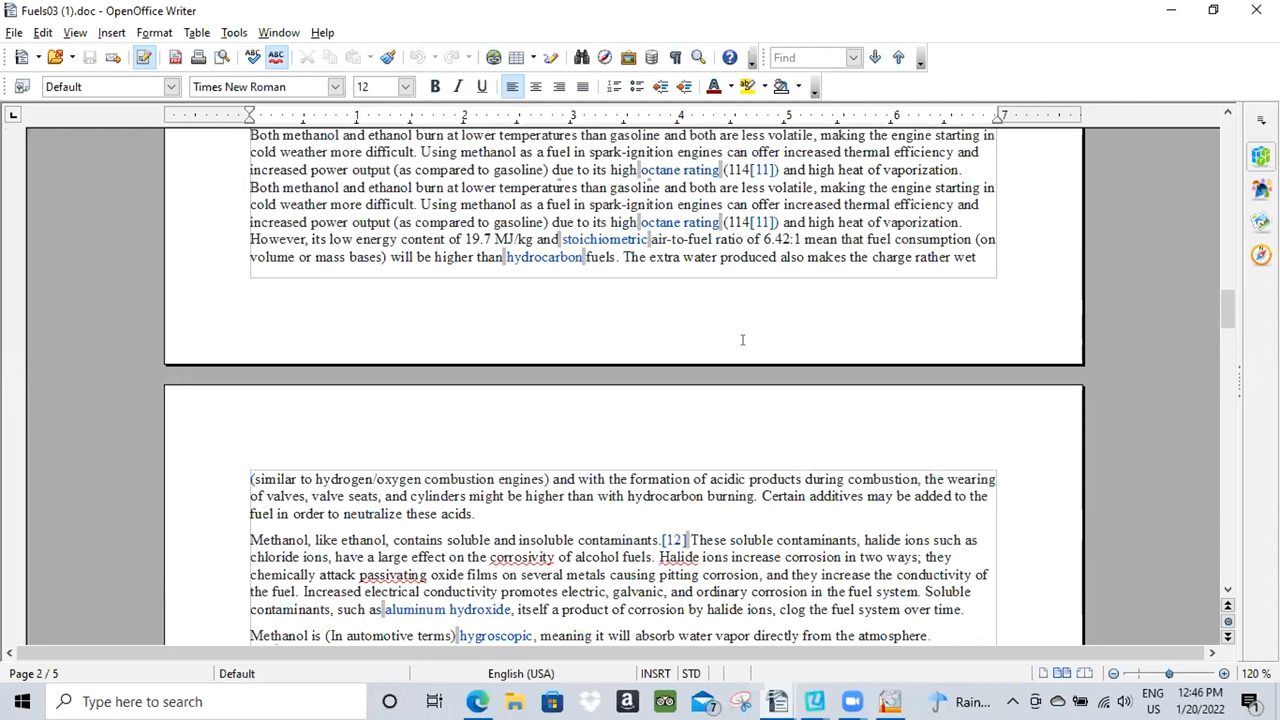 Fuels03 (1).doc - OpenOffice Writer
File Edit View Insert Format Table Tools Window Help
ABC ABC Find
Default Times New Roman 12 B I U A
1 2 3 4 5 6 7
Both methanol and ethanol burn at lower temperatures than gasoline and both are less volatile, making the engine starting in
cold weather more difficult. Using methanol as a fuel in spark-ignition engines can offer increased thermal efficiency and
increased power output (as compared to gasoline) due to its high octane rating (114[11]) and high heat of vaporization.
Both methanol and ethanol burn at lower temperatures than gasoline and both are less volatile, making the engine starting in
cold weather more difficult. Using methanol as a fuel in spark-ignition engines can offer increased thermal efficiency and
increased power output (as compared to gasoline) due to its high octane rating (114[11]) and high heat of vaporization.
However, its low energy content of 19.7 MJ/kg and stoichiometric air-to-fuel ratio of 6.42:1 mean that fuel consumption (on
volume or mass bases) will be higher than hydrocarbon fuels. The extra water produced also makes the charge rather wet
(similar to hydrogen/oxygen combustion engines) and with the formation of acidic products during combustion, the wearing
of valves, valve seats, and cylinders might be higher than with hydrocarbon burning. Certain additives may be added to the
fuel in order to neutralize these acids.
Methanol, like ethanol, contains soluble and insoluble contaminants.[12] These soluble contaminants, halide ions such as
chloride ions, have a large effect on the corrosivity of alcohol fuels. Halide ions increase corrosion in two ways; they
chemically attack passivating oxide films on several metals causing pitting corrosion, and they increase the conductivity of
the fuel. Increased electrical conductivity promotes electric, galvanic, and ordinary corrosion in the fuel system. Soluble
contaminants, such as aluminum hydroxide, itself a product of corrosion by halide ions, clog the fuel system over time.
Methanol is (In automotive terms) hygroscopic, meaning it will absorb water vapor directly from the atmosphere.
Page 2 / 5 Default English (USA) INSRT STD 120 %
Type here to search a 7 Rain... ENG US 12:46 PM 1/20/2022 1